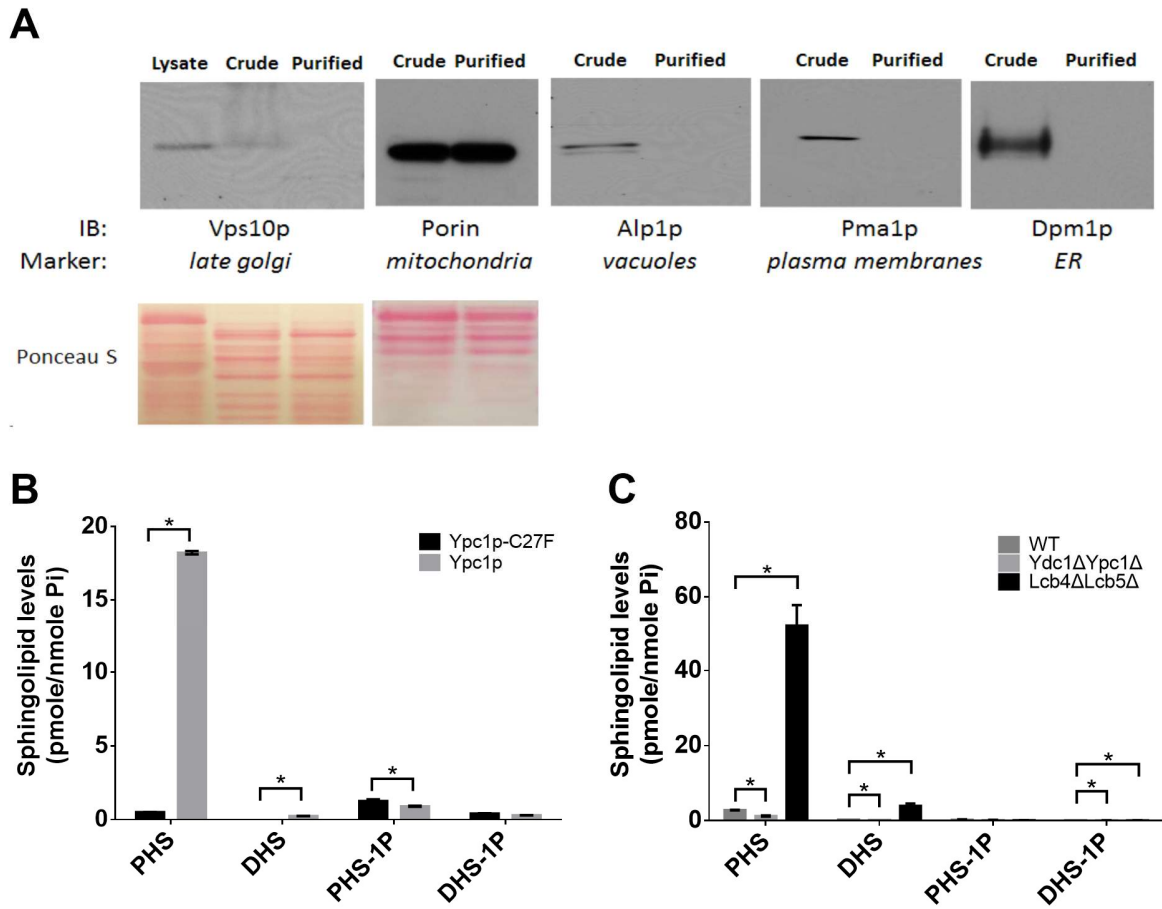 A
Lysate Crude Purified
Crude Purified
Crude Purified
Crude Purified
Crude Purified
IB: Vps10p Porin Alp1p Pma1p Dpm1p
Marker: late golgi mitochondria vacuoles plasma membranes ER
Ponceau S
B
Sphingolipid levels
(pmole/nmole Pi)
20
15
10
5
0
*
*
*
Ypc1p-C27F
Ypc1p
PHS
DHS
PHS-1P
DHS-1P
C
Sphingolipid levels
(pmole/nmole Pi)
80
60
40
20
0
*
*
*
*
*
*
WT
Ydc1ΔYpc1Δ
Lcb4ΔLcb5Δ
PHS
DHS
PHS-1P
DHS-1P